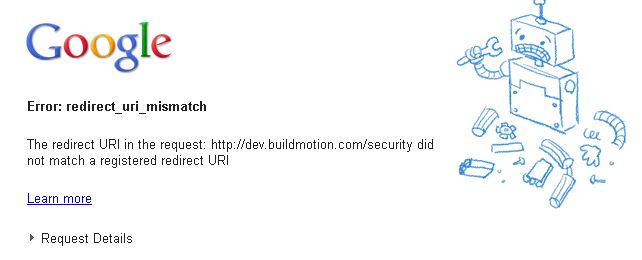 Google
Error: redirect_uri_mismatch
The redirect URI in the request: http://dev.buildmotion.com/security did
not match a registered redirect URI
Learn more
Request Details